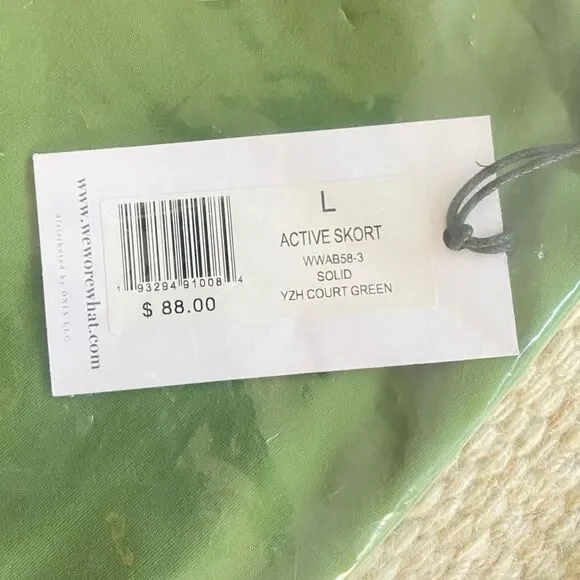 www.weworewhat.com
distributed by ONIA LLC
L
ACTIVE SKORT
WWAB58-3
SOLID
YZH COURT GREEN
1 93294 91008 4
$ 88.00